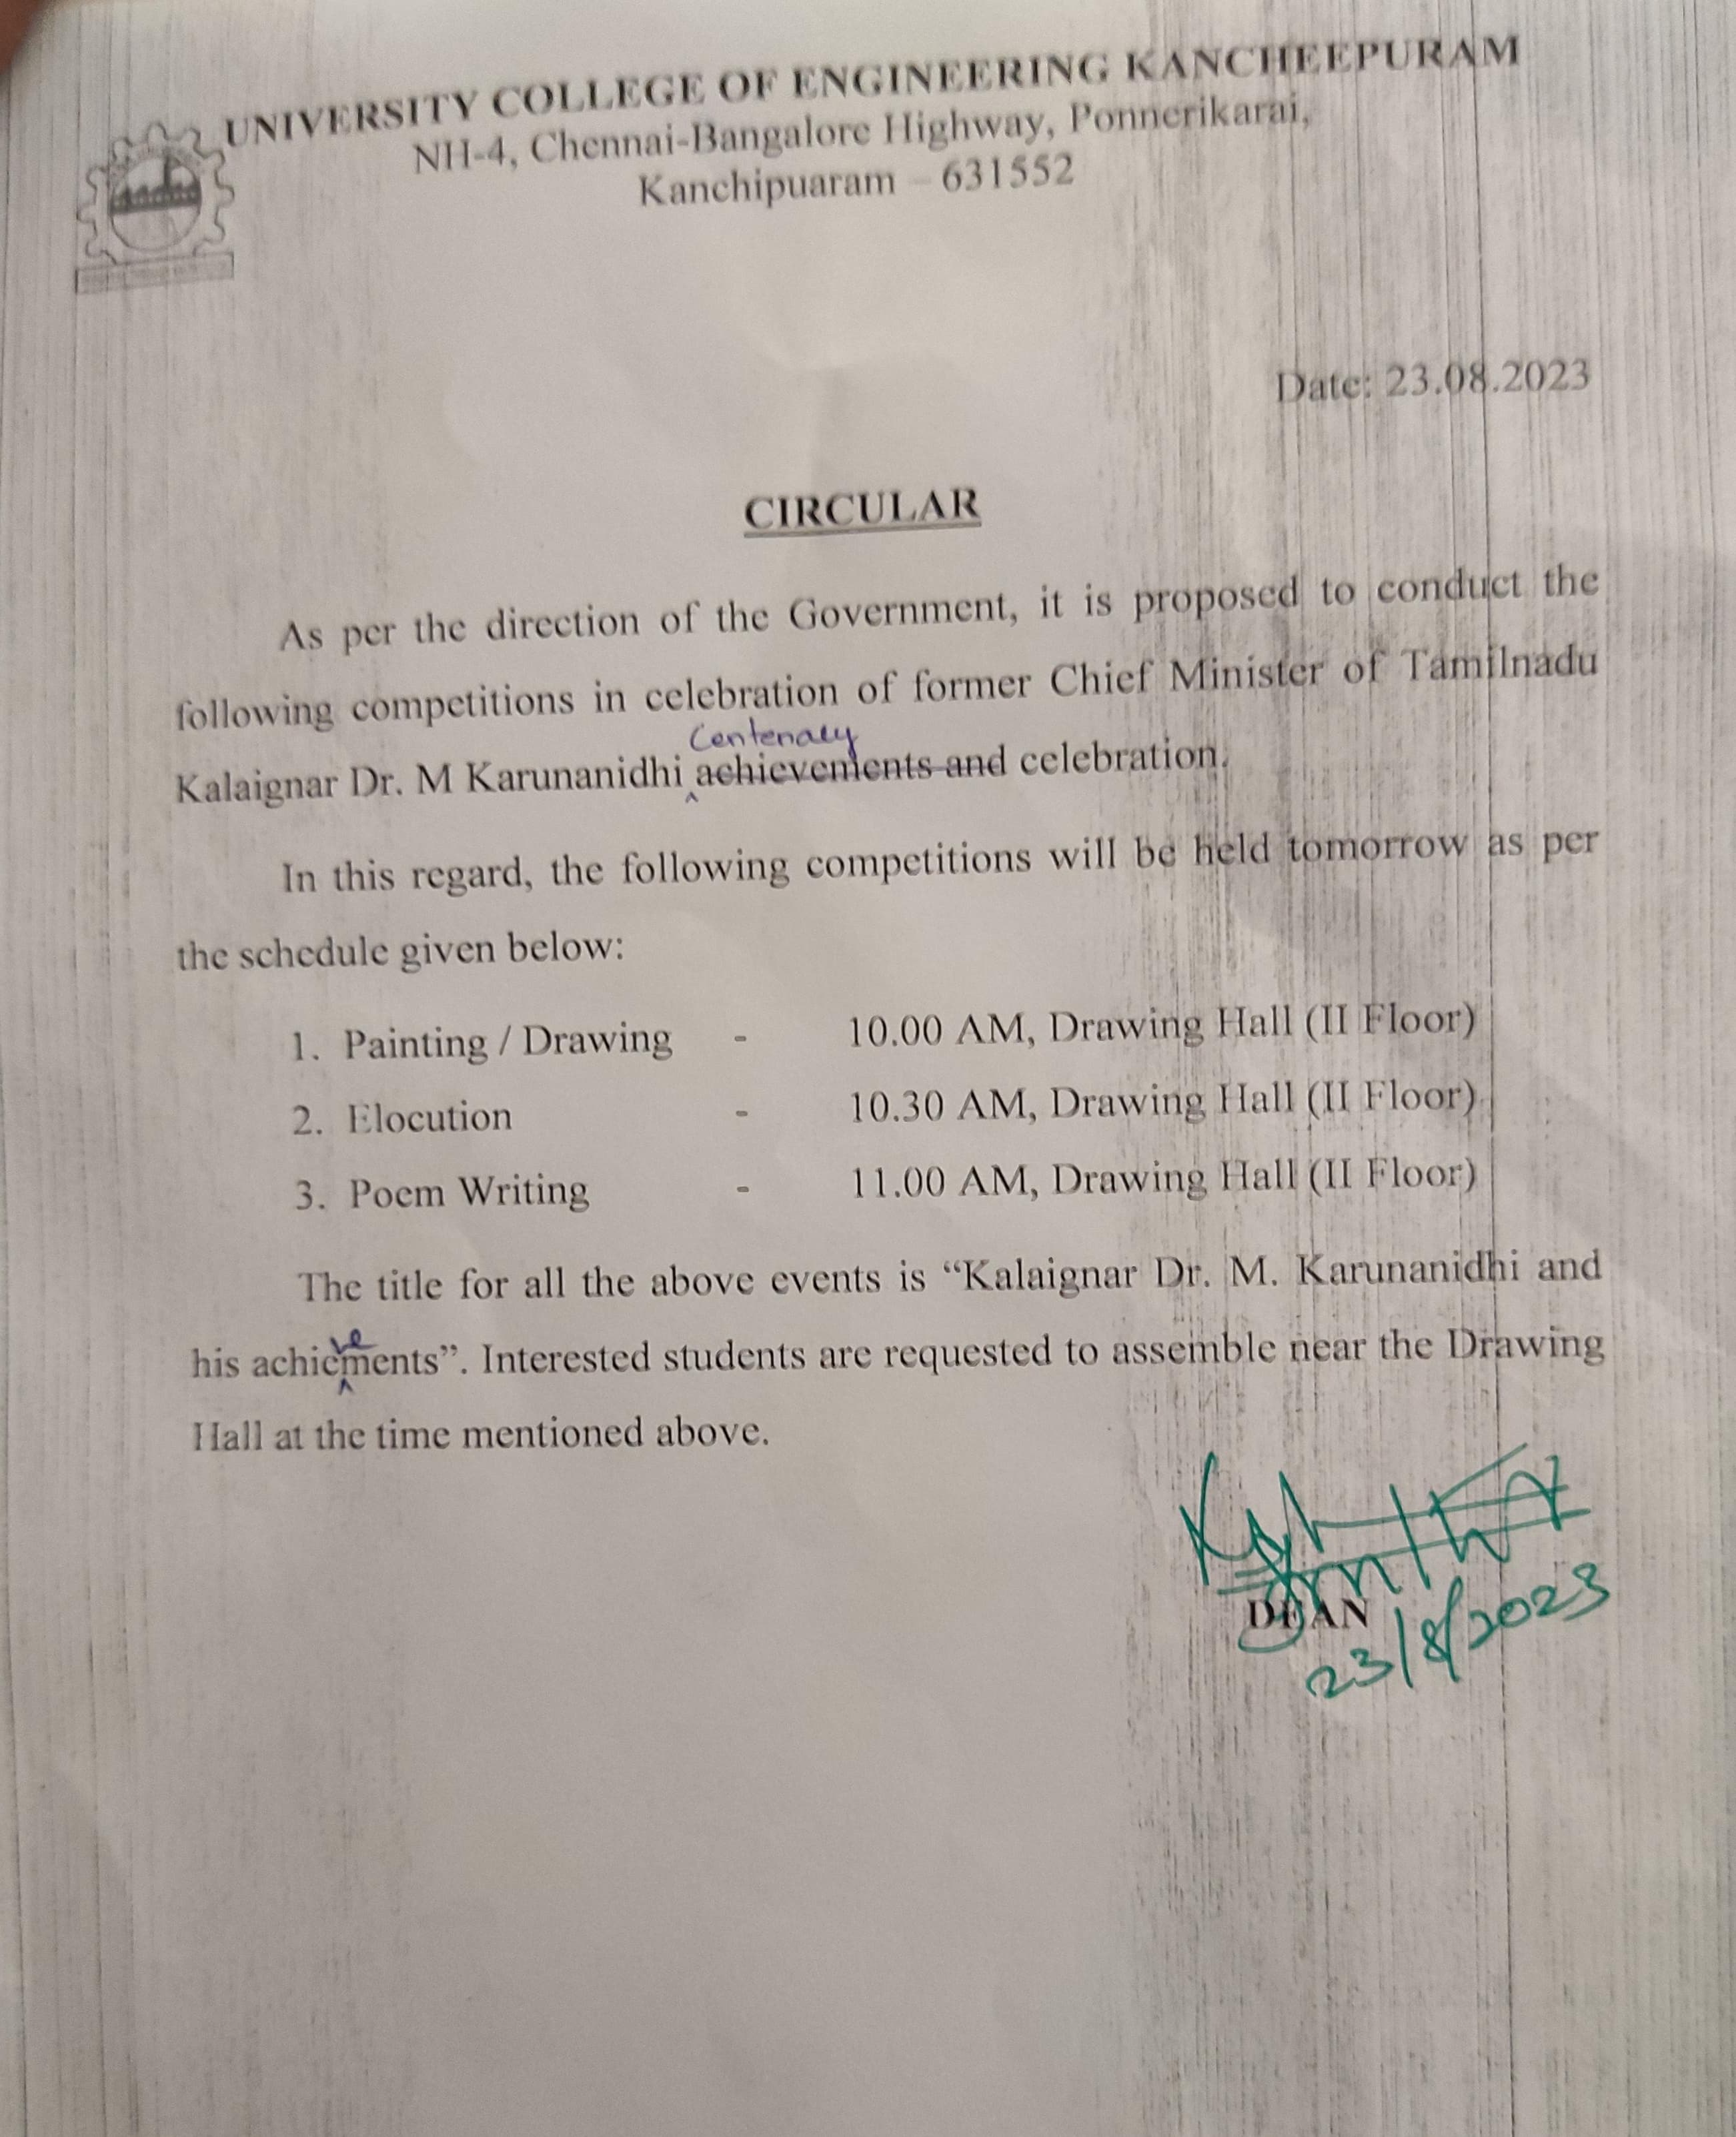 UNIVERSITY COLLEGE OF ENGINEERING KANCHEEPURAM
NH-4, Chennai-Bangalore Highway, Ponnerikarai,
Kanchipuaram – 631552
Date: 23.08.2023
CIRCULAR
As per the direction of the Government, it is proposed to conduct the
following competitions in celebration of former Chief Minister of Tamilnadu
Centenary
Kalaignar Dr. M Karunanidhi achievements and celebration.
In this regard, the following competitions will be held tomorrow as per
the schedule given below:
1. Painting / Drawing - 10.00 AM, Drawing Hall (II Floor)
2. Elocution - 10.30 AM, Drawing Hall (II Floor)
3. Poem Writing - 11.00 AM, Drawing Hall (II Floor)
The title for all the above events is “Kalaignar Dr. M. Karunanidhi and
ve
his achiements”. Interested students are requested to assemble near the Drawing
Hall at the time mentioned above.
DEAN
23/8/2023